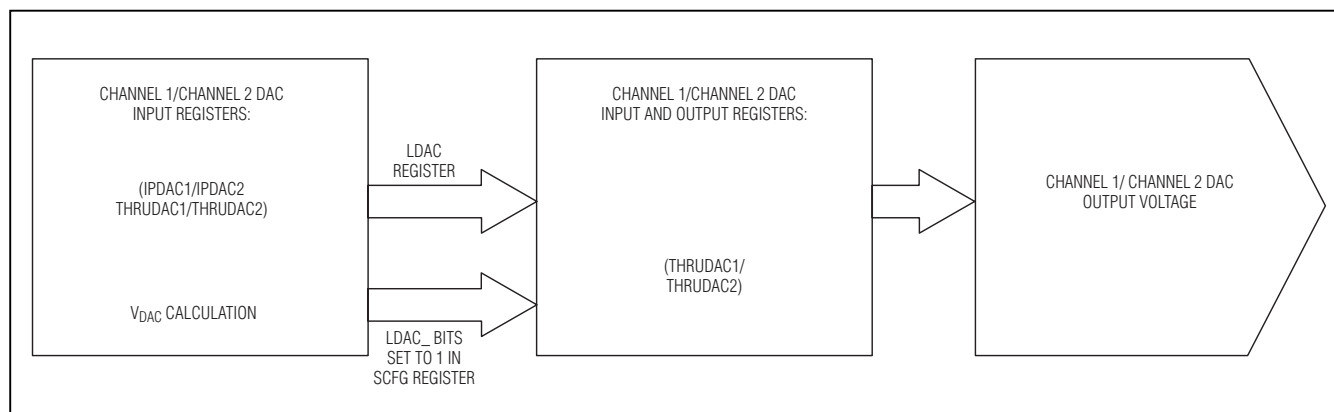 CHANNEL 1/CHANNEL 2 DAC
INPUT REGISTERS:
(IPDAC1/IPDAC2
THRUDAC1/THRUDAC2)
VDAC CALCULATION
LDAC
REGISTER
LDAC_ BITS
SET TO 1 IN
SCFG REGISTER
CHANNEL 1/CHANNEL 2 DAC
INPUT AND OUTPUT REGISTERS:
(THRUDAC1/
THRUDAC2)
CHANNEL 1/ CHANNEL 2 DAC
OUTPUT VOLTAGE